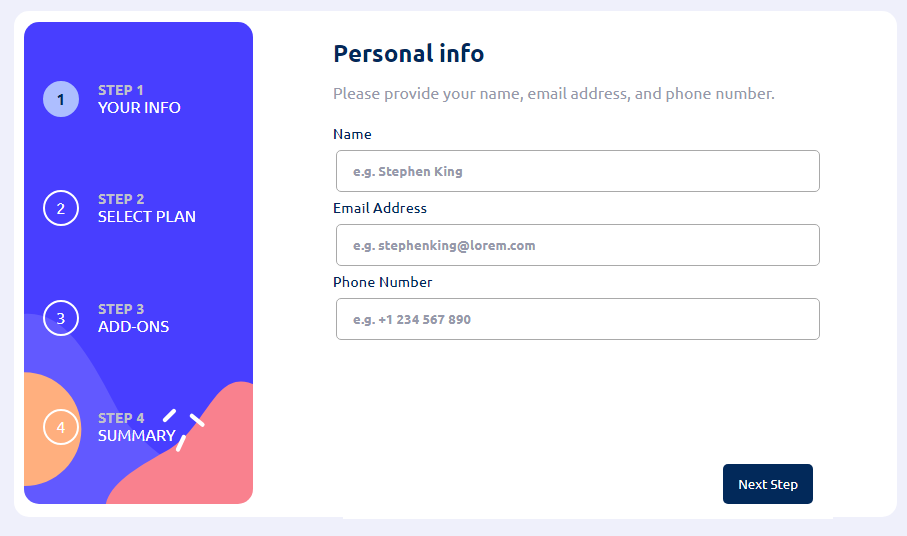 1
STEP 1
YOUR INFO
2
STEP 2
SELECT PLAN
3
STEP 3
ADD-ONS
4
STEP 4
SUMMARY
Personal info
Please provide your name, email address, and phone number.
Name
e.g. Stephen King
Email Address
e.g. stephenking@lorem.com
Phone Number
e.g. +1 234 567 890
Next Step